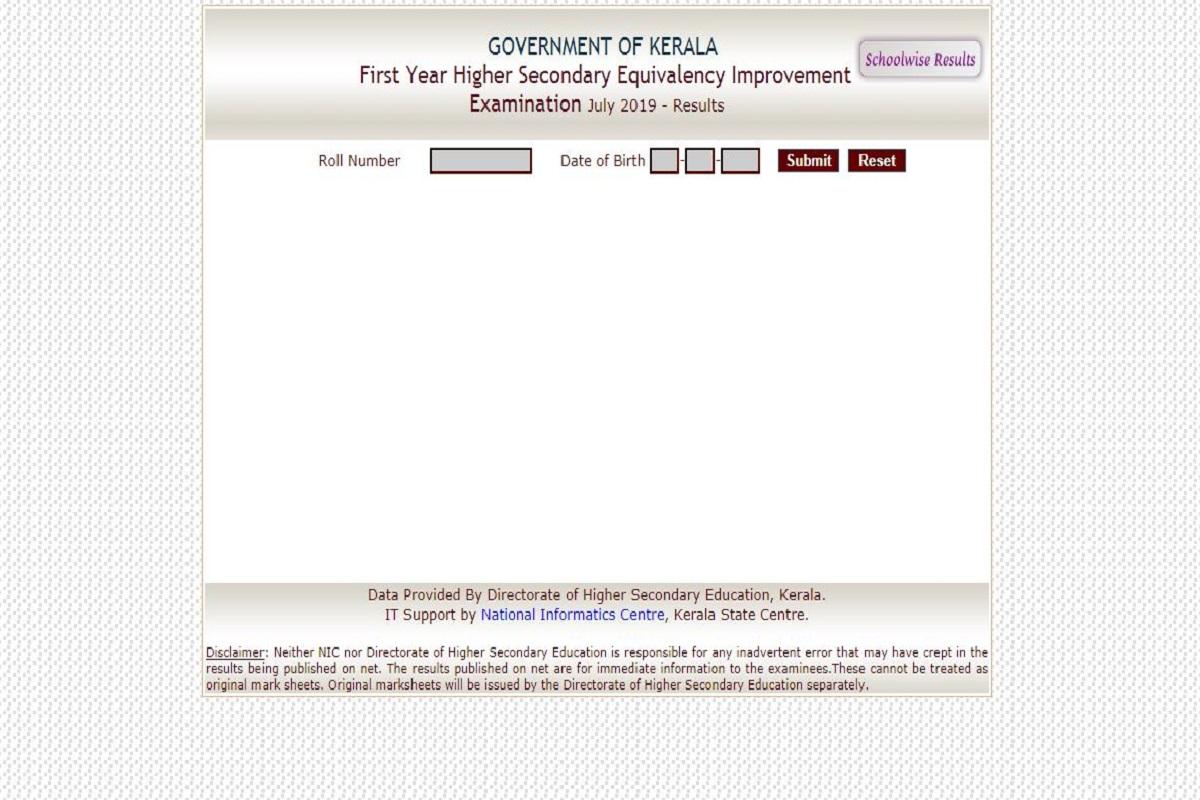 GOVERNMENT OF KERALA
Schoolwise Results
First Year Higher Secondary Equivalency Improvement
Examination July 2019 - Results
Roll Number Date of Birth - - Submit Reset
Data Provided By Directorate of Higher Secondary Education, Kerala.
IT Support by National Informatics Centre, Kerala State Centre.
Disclaimer: Neither NIC nor Directorate of Higher Secondary Education is responsible for any inadvertent error that may have crept in the
results being published on net. The results published on net are for immediate information to the examinees.These cannot be treated as
original mark sheets. Original marksheets will be issued by the Directorate of Higher Secondary Education separately.